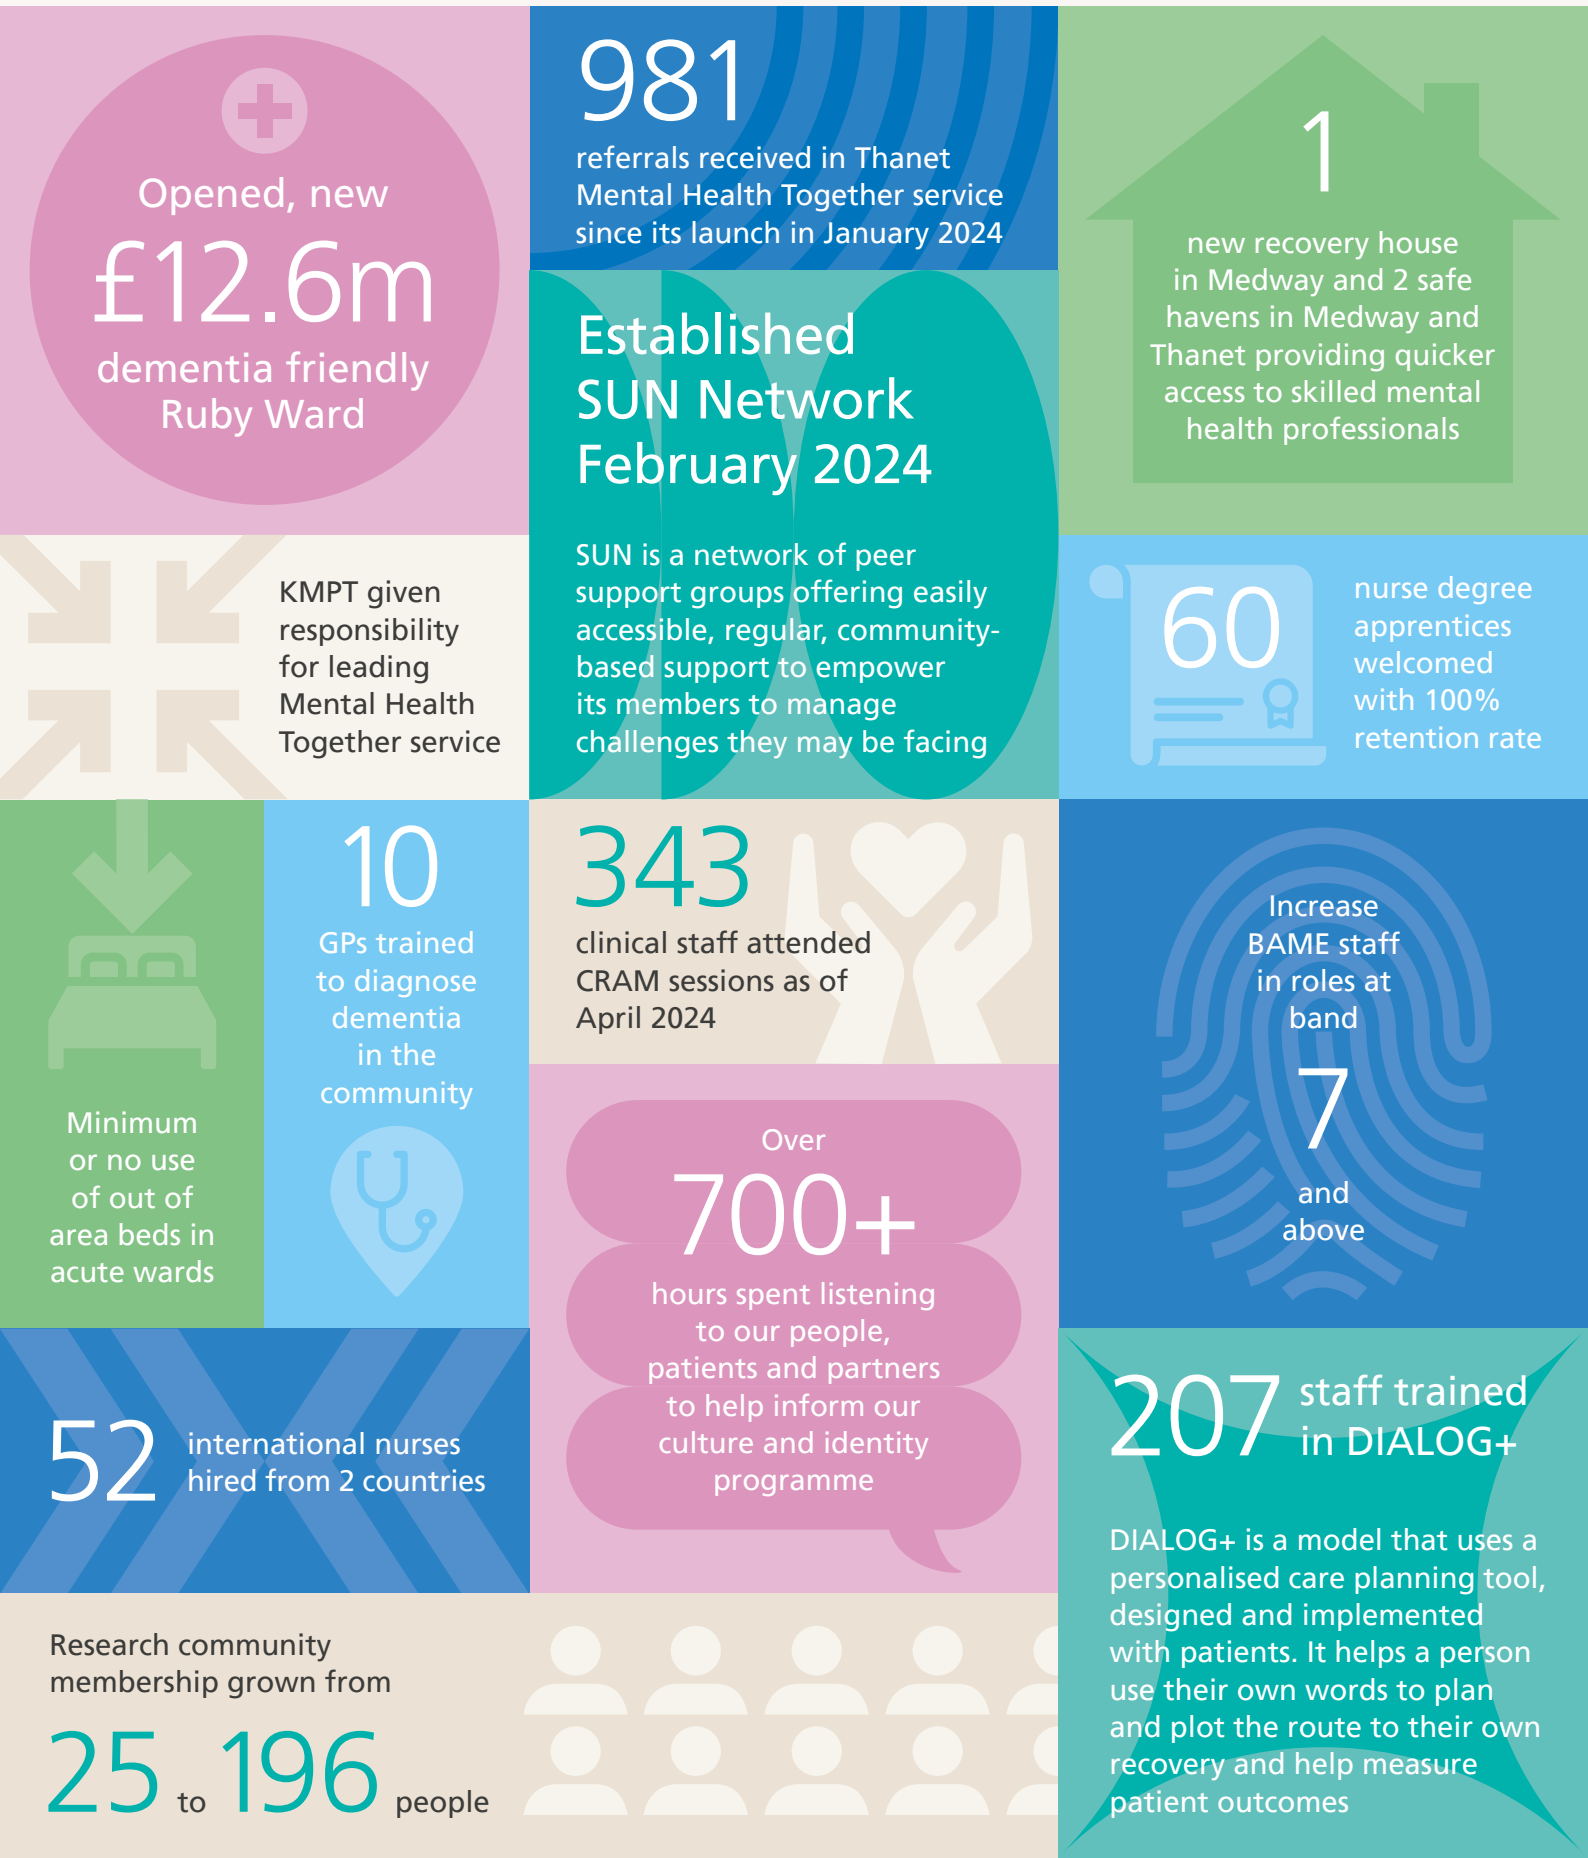 Opened, new
£12.6m
dementia friendly
Ruby Ward
981
referrals received in Thanet
Mental Health Together service
since its launch in January 2024
1
new recovery house
in Medway and 2 safe
havens in Medway and
Thanet providing quicker
access to skilled mental
health professionals
Established
SUN Network
February 2024
SUN is a network of peer
support groups offering easily
accessible, regular, community-
based support to empower
its members to manage
challenges they may be facing
KMPT given
responsibility
for leading
Mental Health
Together service
60
nurse degree
apprentices
welcomed
with 100%
retention rate
Minimum
or no use
of out of
area beds in
acute wards
10
GPs trained
to diagnose
dementia
in the
community
343
clinical staff attended
CRAM sessions as of
April 2024
Increase
BAME staff
in roles at
band
7
and
above
Over
700+
hours spent listening
to our people,
patients and partners
to help inform our
culture and identity
programme
52
international nurses
hired from 2 countries
207 staff trained
in DIALOG+
DIALOG+ is a model that uses a
personalised care planning tool,
designed and implemented
with patients. It helps a person
use their own words to plan
and plot the route to their own
recovery and help measure
patient outcomes
Research community
membership grown from
25 to 196 people